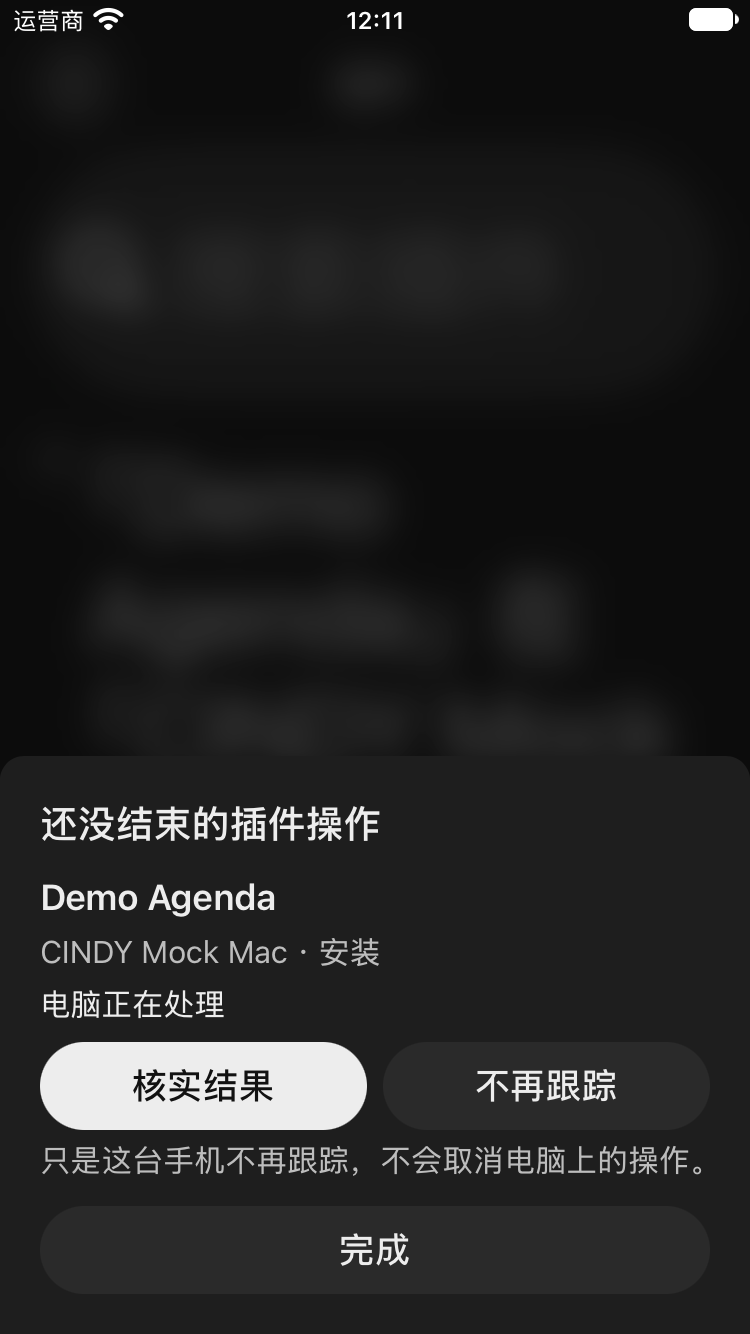 运营商
12:11
还没结束的插件操作
Demo Agenda
CINDY Mock Mac · 安装
电脑正在处理
核实结果
不再跟踪
只是这台手机不再跟踪，不会取消电脑上的操作。
完成